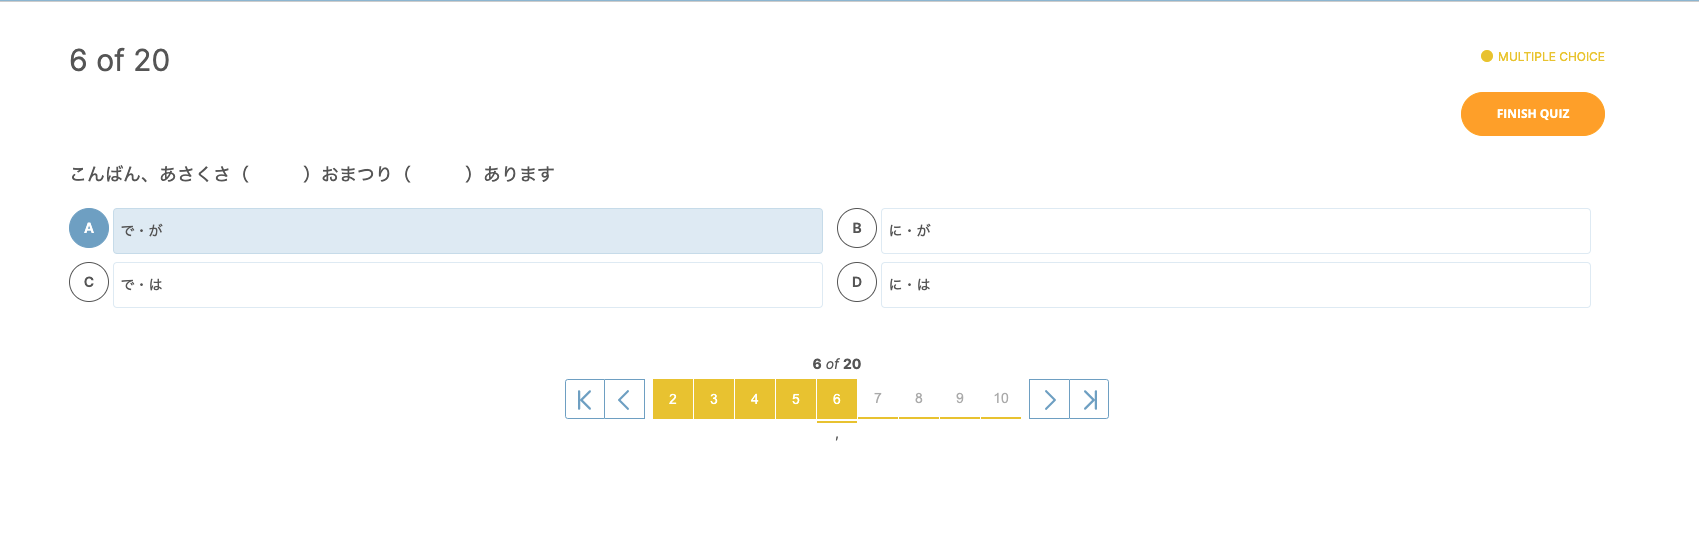 6 of 20
MULTIPLE CHOICE
FINISH QUIZ
こんばん、あさくさ（　　　）おまつり（　　　）あります
A で・が
B に・が
C で・は
D に・は
6 of 20
2 3 4 5 6 7 8 9 10
,